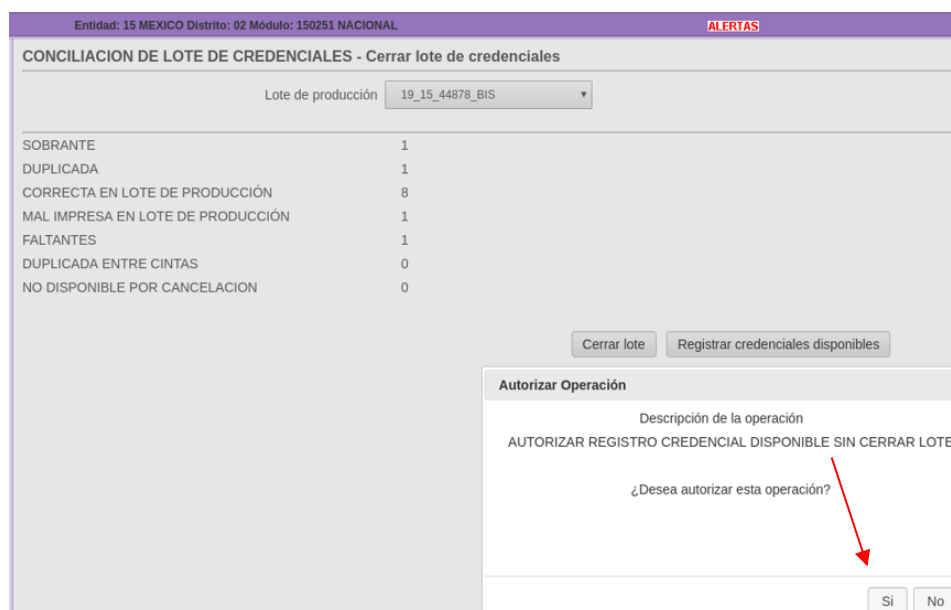 Entidad: 15 MEXICO Distrito: 02 Módulo: 150251 NACIONAL ALERTAS
CONCILIACION DE LOTE DE CREDENCIALES - Cerrar lote de credenciales
Lote de producción 19_15_44878_BIS
SOBRANTE 1
DUPLICADA 1
CORRECTA EN LOTE DE PRODUCCIÓN 8
MAL IMPRESA EN LOTE DE PRODUCCIÓN 1
FALTANTES 1
DUPLICADA ENTRE CINTAS 0
NO DISPONIBLE POR CANCELACION 0
Cerrar lote Registrar credenciales disponibles
Autorizar Operación
Descripción de la operación
AUTORIZAR REGISTRO CREDENCIAL DISPONIBLE SIN CERRAR LOTE
¿Desea autorizar esta operación?
Si No